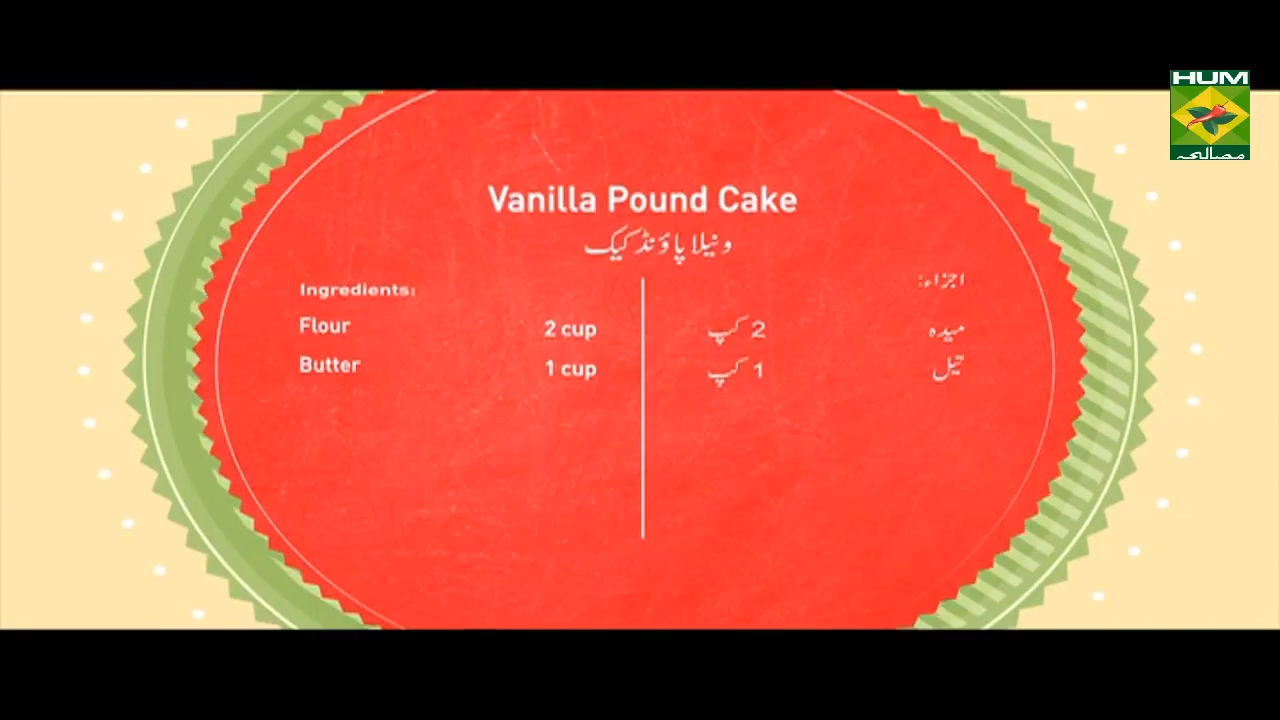 HUM
مصالحہ
Vanilla Pound Cake
ونیلا پاؤنڈ کیک
Ingredients:
اجزاء:
Flour 2 cup
2 کپ میدہ
Butter 1 cup
1 کپ تیل